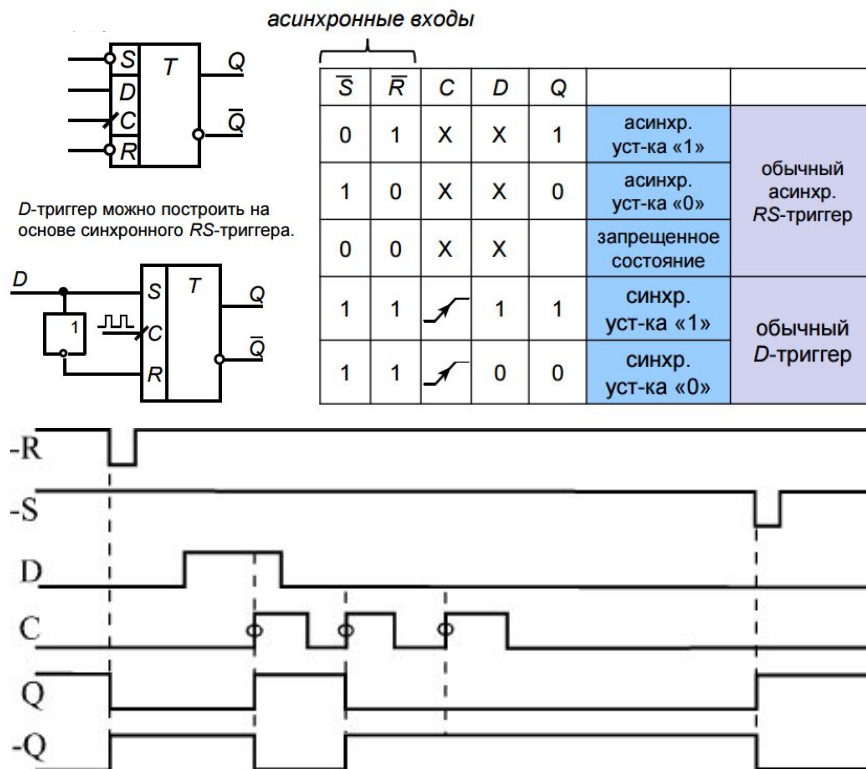 асинхронные входы
S T Q
D
C
R Q̅
D-триггер можно построить на
основе синхронного RS-триггера.
D S T Q
1 C
R Q̅
S̅ R̅ C D Q
0 1 X X 1 асинхр. уст-ка «1»
1 0 X X 0 асинхр. уст-ка «0»
обычный
асинхр.
RS-триггер
0 0 X X запрещенное состояние
1 1 1 1 синхр. уст-ка «1»
1 1 0 0 синхр. уст-ка «0»
обычный
D-триггер
-R
-S
D
C
Q
-Q